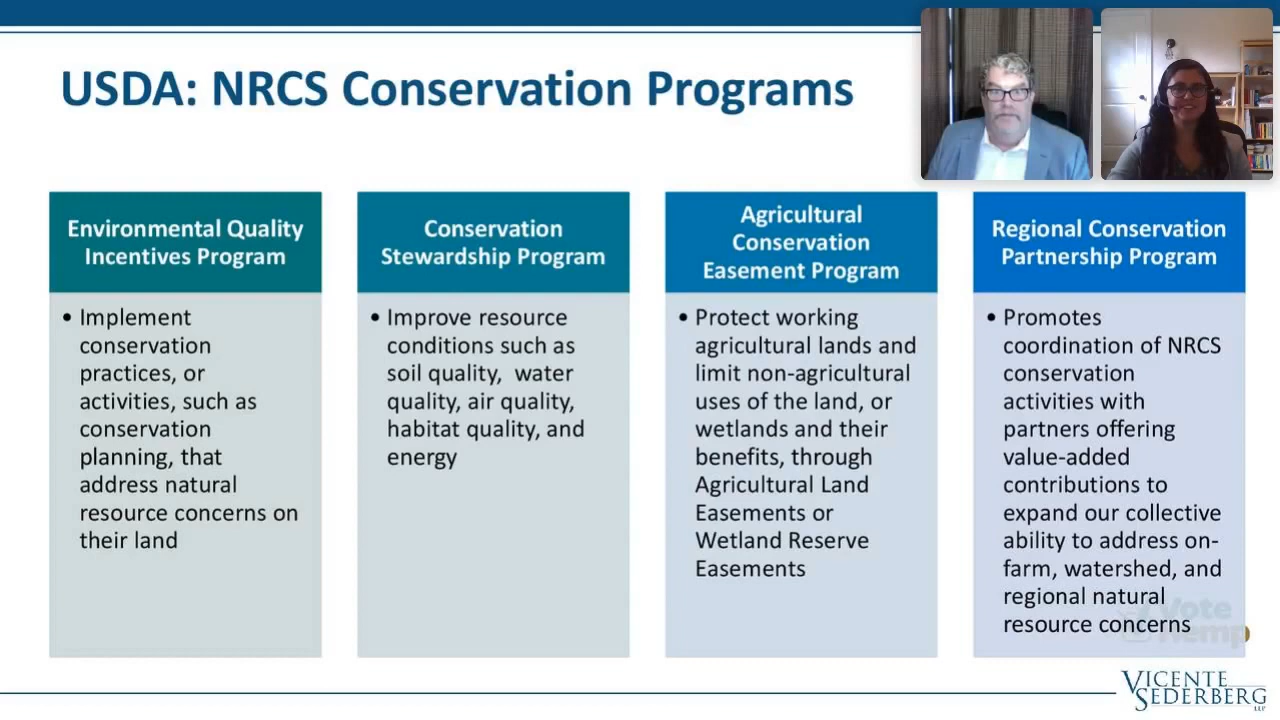 USDA: NRCS Conservation Programs
Environmental Quality
Incentives Program
• Implement
conservation
practices, or
activities, such as
conservation
planning, that
address natural
resource concerns on
their land
Conservation
Stewardship Program
• Improve resource
conditions such as
soil quality,  water
quality, air quality,
habitat quality, and
energy
Agricultural
Conservation
Easement Program
• Protect working
agricultural lands and
limit non-agricultural
uses of the land, or
wetlands and their
benefits, through
Agricultural Land
Easements or
Wetland Reserve
Easements
Regional Conservation
Partnership Program
• Promotes
coordination of NRCS
conservation
activities with
partners offering
value-added
contributions to
expand our collective
ability to address on-
farm, watershed, and
regional natural
resource concerns
Vote
Hemp
VICENTE
SEDERBERG
LLP